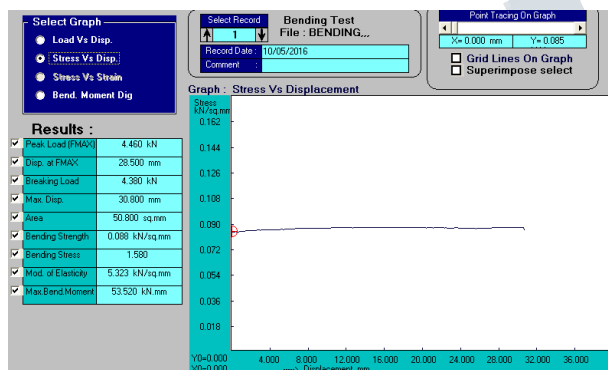 Select Graph
Load Vs Disp.
Stress Vs Disp.
Stress Vs Strain
Bend. Moment Dig
Select Record
1
Bending Test
File : BENDING,,,
Record Date : 10/05/2016
Comment :
Point Tracing On Graph
X= 0.000 mm Y= 0.085
Grid Lines On Graph
Superimpose select
Graph : Stress Vs Displacement
Results :
Peak Load (FMAX) 4.460 kN
Disp. at FMAX 28.500 mm
Breaking Load 4.380 kN
Max. Disp. 30.800 mm
Area 50.800 sq.mm
Bending Strength 0.088 kN/sq.mm
Bending Stress 1.580
Mod. of Elasticity 5.323 kN/sq.mm
Max.Bend.Moment 53.520 kN.mm
Stress
kN/sq.mm
0.162
0.144
0.126
0.108
0.090
0.072
0.054
0.036
0.018
Y0=0.000 4.000 8.000 12.000 16.000 20.000 24.000 28.000 32.000 36.000
Y0=0.000 Displacement mm